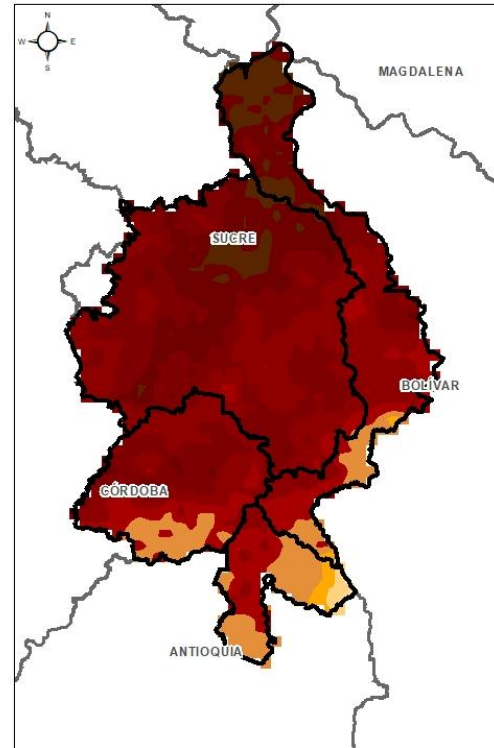 N
W E
S
MAGDALENA
SUCRE
BOLÍVAR
CÓRDOBA
ANTIOQUIA